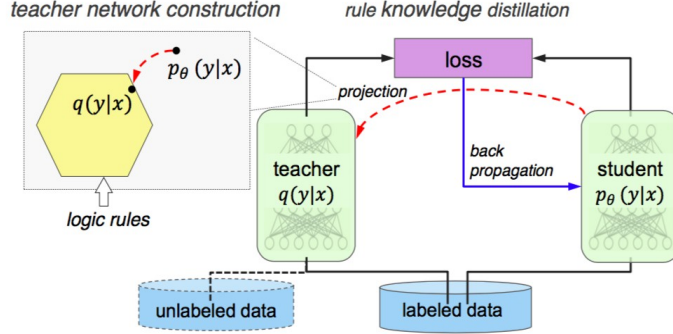 teacher network construction
rule knowledge distillation
loss
p_θ(y|x)
q(y|x)
projection
logic rules
back
propagation
teacher
q(y|x)
student
p_θ(y|x)
unlabeled data
labeled data